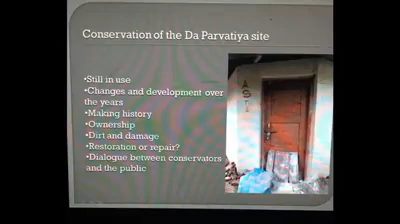 Conservation of the Da Parvatiya site
•Still in use
•Changes and development over
the years
•Making history
•Ownership
•Dirt and damage
•Restoration or repair?
•Dialogue between conservators
and the public
ASI